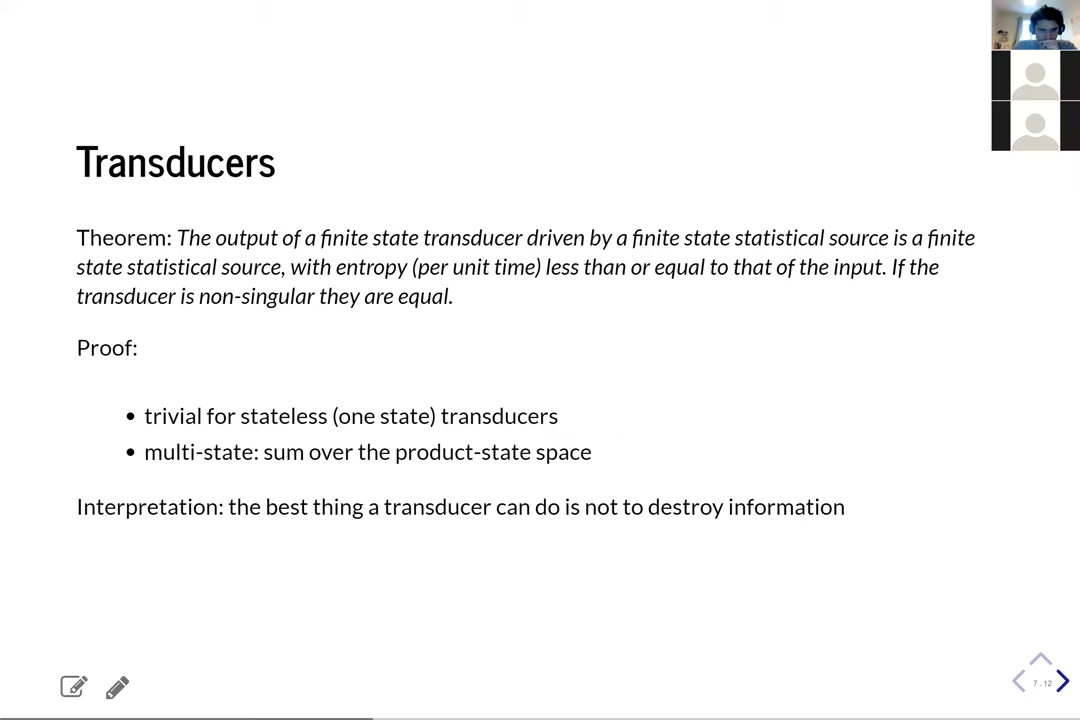 Transducers
Theorem: The output of a finite state transducer driven by a finite state statistical source is a finite
state statistical source, with entropy (per unit time) less than or equal to that of the input. If the
transducer is non-singular they are equal.
Proof:
• trivial for stateless (one state) transducers
• multi-state: sum over the product-state space
Interpretation: the best thing a transducer can do is not to destroy information
7 . 12